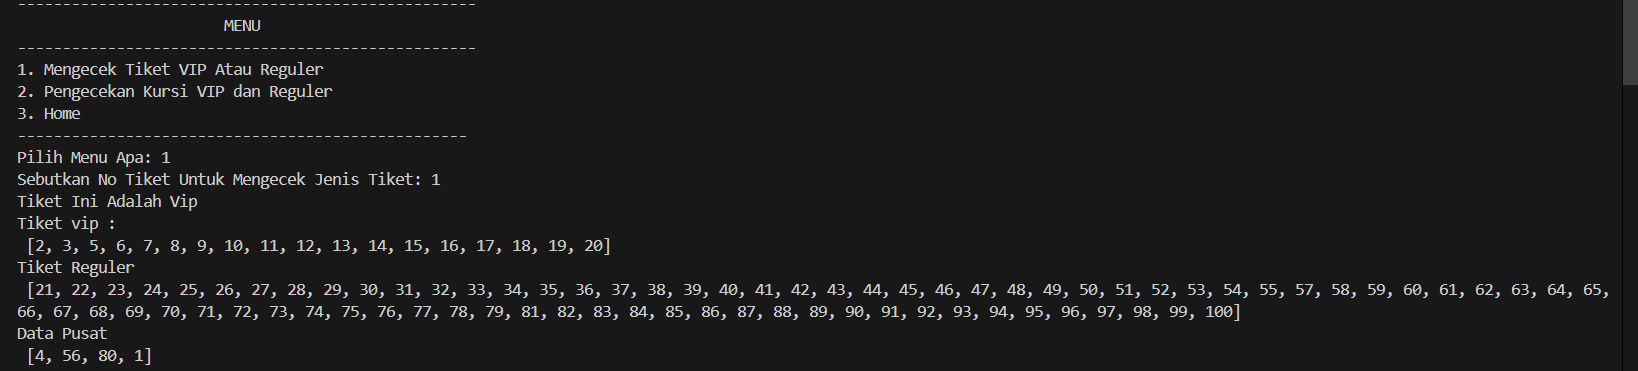 ---------------------------------------------------
MENU
---------------------------------------------------
1. Mengecek Tiket VIP Atau Reguler
2. Pengecekan Kursi VIP dan Reguler
3. Home
--------------------------------------------------
Pilih Menu Apa: 1
Sebutkan No Tiket Untuk Mengecek Jenis Tiket: 1
Tiket Ini Adalah Vip
Tiket vip :
[2, 3, 5, 6, 7, 8, 9, 10, 11, 12, 13, 14, 15, 16, 17, 18, 19, 20]
Tiket Reguler
[21, 22, 23, 24, 25, 26, 27, 28, 29, 30, 31, 32, 33, 34, 35, 36, 37, 38, 39, 40, 41, 42, 43, 44, 45, 46, 47, 48, 49, 50, 51, 52, 53, 54, 55, 57, 58, 59, 60, 61, 62, 63, 64, 65,
66, 67, 68, 69, 70, 71, 72, 73, 74, 75, 76, 77, 78, 79, 81, 82, 83, 84, 85, 86, 87, 88, 89, 90, 91, 92, 93, 94, 95, 96, 97, 98, 99, 100]
Data Pusat
[4, 56, 80, 1]